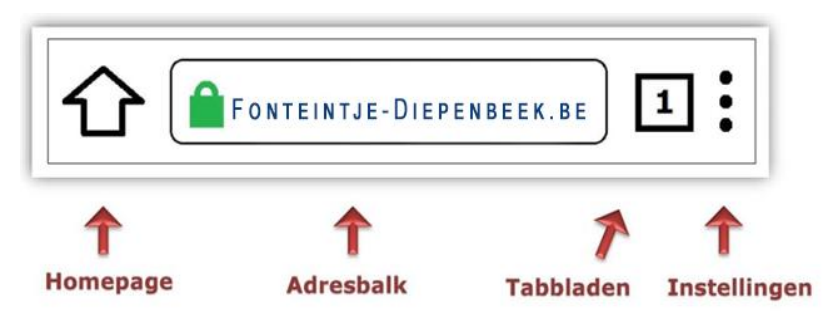 FONTEINTJE-DIEPENBEEK.BE 1
Homepage Adresbalk Tabbladen Instellingen